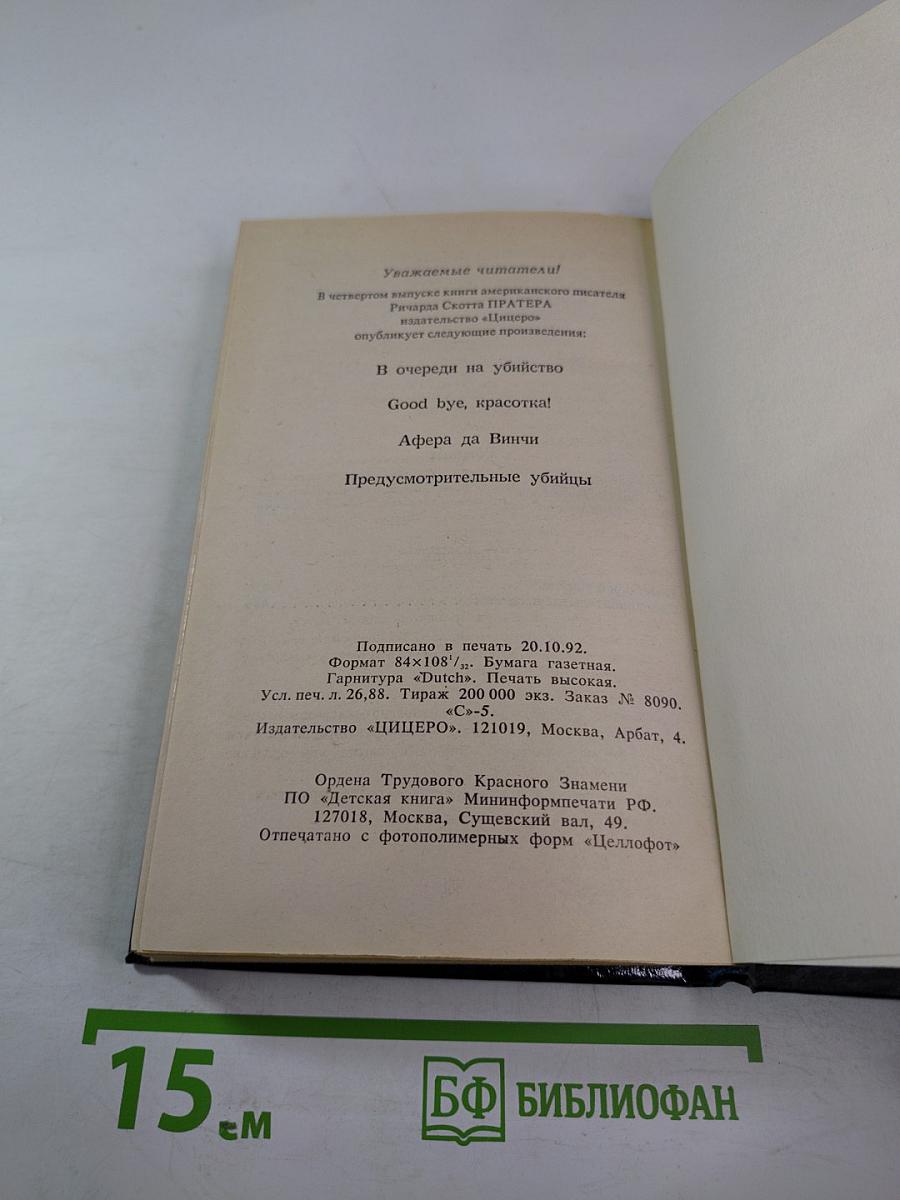 Уважаемые читатели!
В четвертом выпуске книги американского писателя
Ричарда Скотта ПРАТЕРА
издательство «Цицеро»
опубликует следующие произведения:
В очереди на убийство
Good bye, красотка!
Афера да Винчи
Предусмотрительные убийцы
Подписано в печать 20.10.92.
Формат 84×108¹/₃₂. Бумага газетная.
Гарнитура «Dutch». Печать высокая.
Усл. печ. л. 26,88. Тираж 200 000 экз. Заказ № 8090.
«С»-5.
Издательство «ЦИЦЕРО». 121019, Москва, Арбат, 4.
Ордена Трудового Красного Знамени
ПО «Детская книга» Мининформпечати РФ.
127018, Москва, Сущевский вал, 49.
Отпечатано с фотополимерных форм «Целлофот»
15 см
БФ БИБЛИОФАН